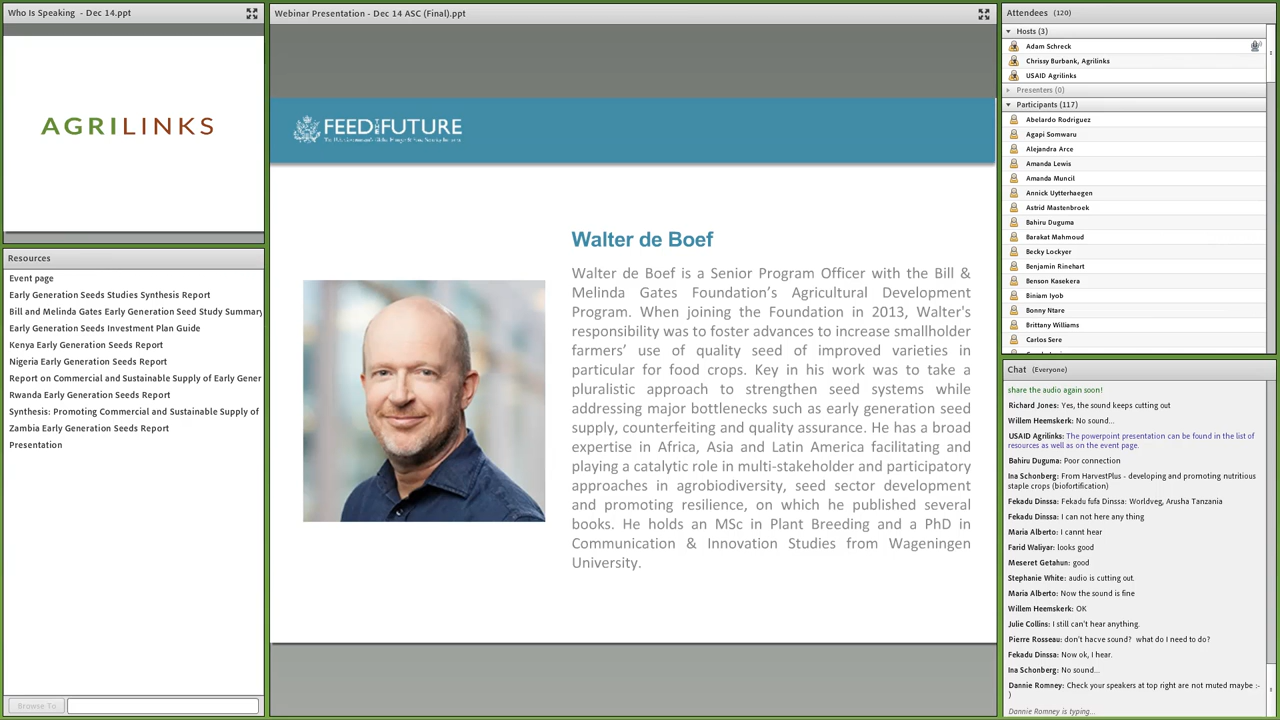 Who Is Speaking - Dec 14.ppt
AGRILINKS
Resources
Event page
Early Generation Seeds Studies Synthesis Report
Bill and Melinda Gates Early Generation Seed Study Summary
Early Generation Seeds Investment Plan Guide
Kenya Early Generation Seeds Report
Nigeria Early Generation Seeds Report
Report on Commercial and Sustainable Supply of Early Gener
Rwanda Early Generation Seeds Report
Synthesis: Promoting Commercial and Sustainable Supply of
Zambia Early Generation Seeds Report
Presentation
Browse To
Webinar Presentation - Dec 14 ASC (Final).ppt
FEED THE FUTURE
The U.S. Government's Global Hunger & Food Security Initiative
Walter de Boef
Walter de Boef is a Senior Program Officer with the Bill &
Melinda Gates Foundation's Agricultural Development
Program. When joining the Foundation in 2013, Walter's
responsibility was to foster advances to increase smallholder
farmers' use of quality seed of improved varieties in
particular for food crops. Key in his work was to take a
pluralistic approach to strengthen seed systems while
addressing major bottlenecks such as early generation seed
supply, counterfeiting and quality assurance. He has a broad
expertise in Africa, Asia and Latin America facilitating and
playing a catalytic role in multi-stakeholder and participatory
approaches in agrobiodiversity, seed sector development
and promoting resilience, on which he published several
books. He holds an MSc in Plant Breeding and a PhD in
Communication & Innovation Studies from Wageningen
University.
Attendees (120)
Hosts (3)
Adam Schreck
Chrissy Burbank, Agrilinks
USAID Agrilinks
Presenters (0)
Participants (117)
Abelardo Rodriguez
Agapi Somwaru
Alejandra Arce
Amanda Lewis
Amanda Muncil
Annick Uytterhaegen
Astrid Mastenbroek
Bahiru Duguma
Barakat Mahmoud
Becky Lockyer
Benjamin Rinehart
Benson Kasekera
Biniam Iyob
Bonny Ntare
Brittany Williams
Carlos Sere
Chat (Everyone)
share the audio again soon!
Richard Jones: Yes, the sound keeps cutting out
Willem Heemskerk: No sound...
USAID Agrilinks: The powerpoint presentation can be found in the list of
resources as well as on the event page.
Bahiru Duguma: Poor connection
Ina Schonberg: From HarvestPlus - developing and promoting nutritious
staple crops (biofortification)
Fekadu Dinssa: Fekadu fufa Dinssa: Worldveg, Arusha Tanzania
Fekadu Dinssa: I can not here any thing
Maria Alberto: I cannt hear
Farid Waliyar: looks good
Meseret Getahun: good
Stephanie White: audio is cutting out.
Maria Alberto: Now the sound is fine
Willem Heemskerk: OK
Julie Collins: I still can't hear anything.
Pierre Rosseau: don't hacve sound? what do I need to do?
Fekadu Dinssa: Now ok, I hear.
Ina Schonberg: No sound...
Dannie Romney: Check your speakers at top right are not muted maybe :-
)
Dannie Romney is typing...